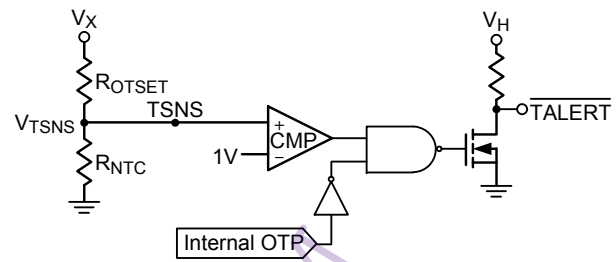 VX
VH
ROTSET
TSNS
TALERT
VTSNS
+
CMP
1V
−
RNTC
Internal OTP